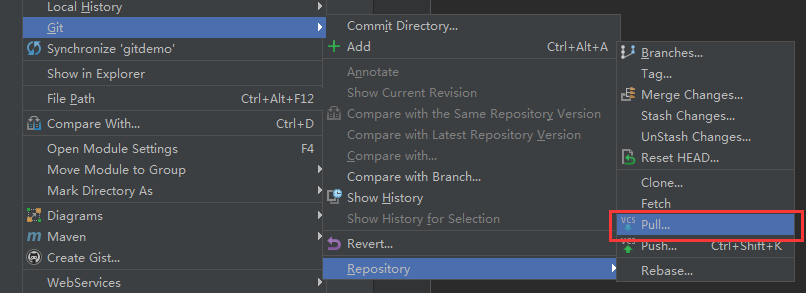 Local History
Git
Synchronize 'gitdemo'
Show in Explorer
File Path Ctrl+Alt+F12
Compare With... Ctrl+D
Open Module Settings F4
Move Module to Group
Mark Directory As
Diagrams
Maven
Create Gist...
WebServices
Commit Directory...
Add Ctrl+Alt+A
Annotate
Show Current Revision
Compare with the Same Repository Version
Compare with Latest Repository Version
Compare with...
Compare with Branch...
Show History
Show History for Selection
Revert...
Repository
Branches...
Tag...
Merge Changes...
Stash Changes...
UnStash Changes...
Reset HEAD...
Clone...
Fetch
VCS Pull...
VCS Push... Ctrl+Shift+K
Rebase...